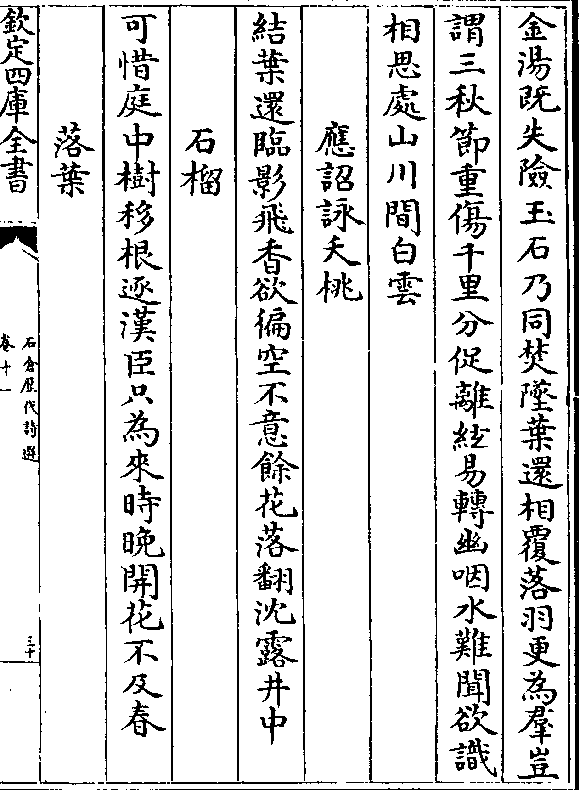 金湯既失險玉石乃同焚墜葉還相覆落羽更為羣豈
謂三秋節重傷千里分促離絃易轉幽咽水難聞欲識
相思處山川間白雲
應詔詠夭桃
結葉還臨影飛香欲徧空不意餘花落翻沈露井中
石榴
可惜庭中樹移根逐漢臣只為來時晚開花不及春
落葉
欽定四庫全書
石倉歷代詩選
卷十一
三十